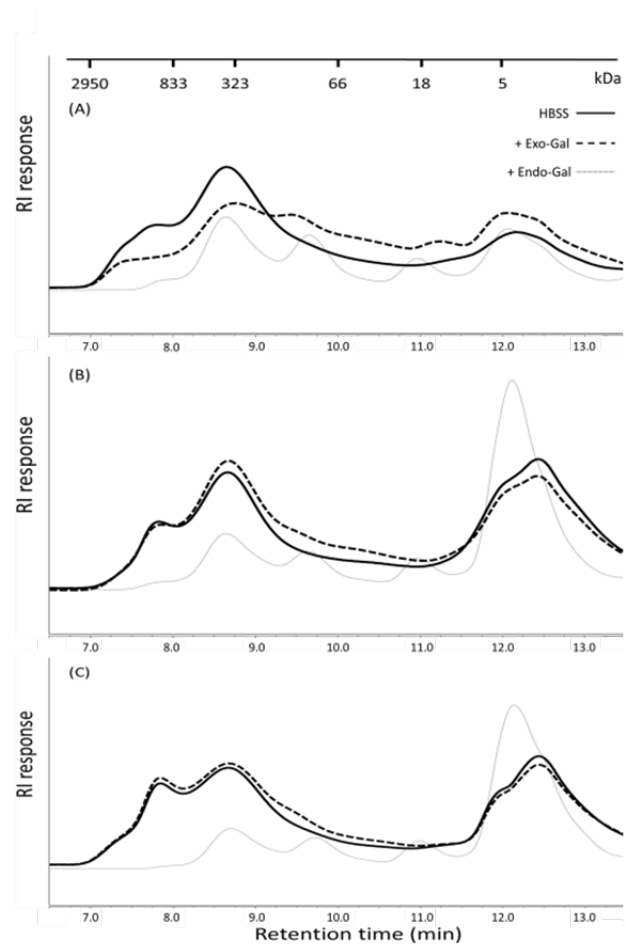 2950 833 323 66 18 5 kDa
(A)
HBSS
+ Exo-Gal
+ Endo-Gal
RI response
7.0 8.0 9.0 10.0 11.0 12.0 13.0
(B)
RI response
7.0 8.0 9.0 10.0 11.0 12.0 13.0
(C)
RI response
7.0 8.0 9.0 10.0 11.0 12.0 13.0
Retention time (min)